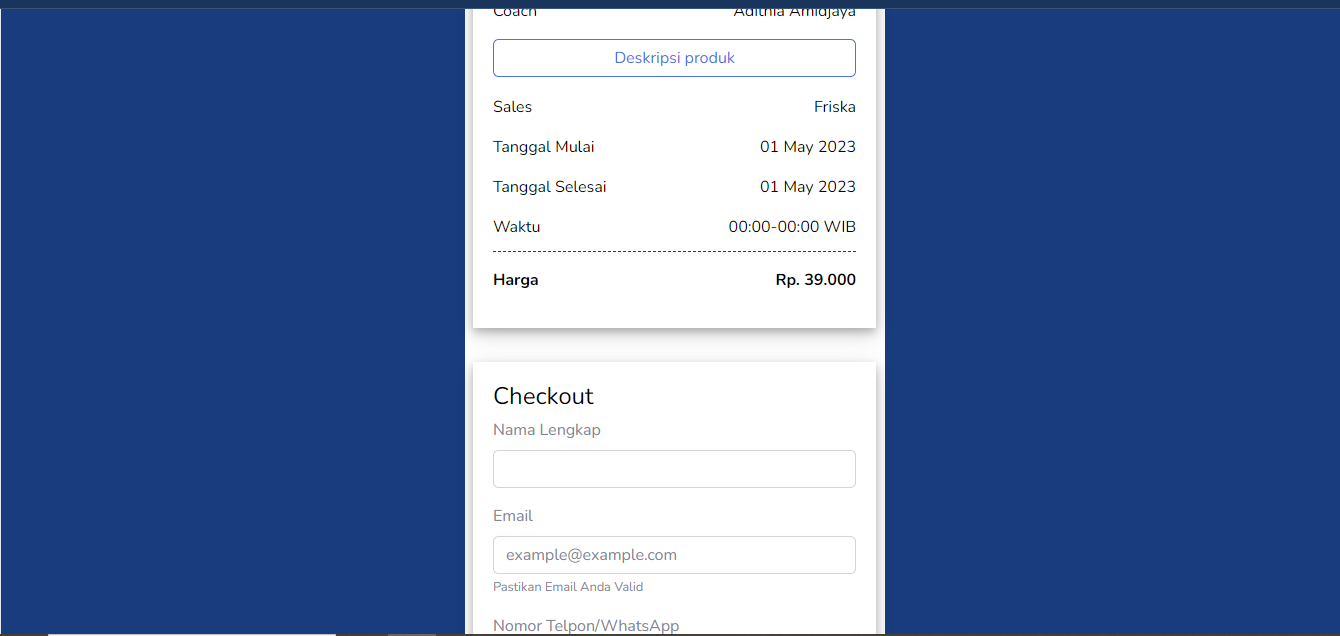 Coach Adithia Amidjaya
Deskripsi produk
Sales Friska
Tanggal Mulai 01 May 2023
Tanggal Selesai 01 May 2023
Waktu 00:00-00:00 WIB
Harga Rp. 39.000
Checkout
Nama Lengkap
Email
example@example.com
Pastikan Email Anda Valid
Nomor Telpon/WhatsApp